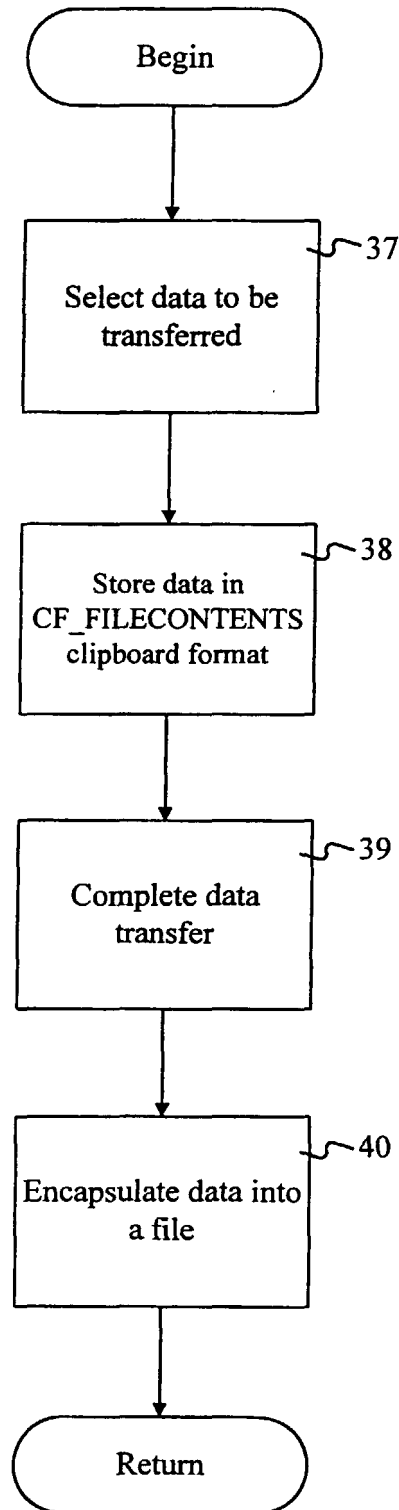 Begin
37
Select data to be
transferred
38
Store data in
CF_FILECONTENTS
clipboard format
39
Complete data
transfer
40
Encapsulate data into
a file
Return